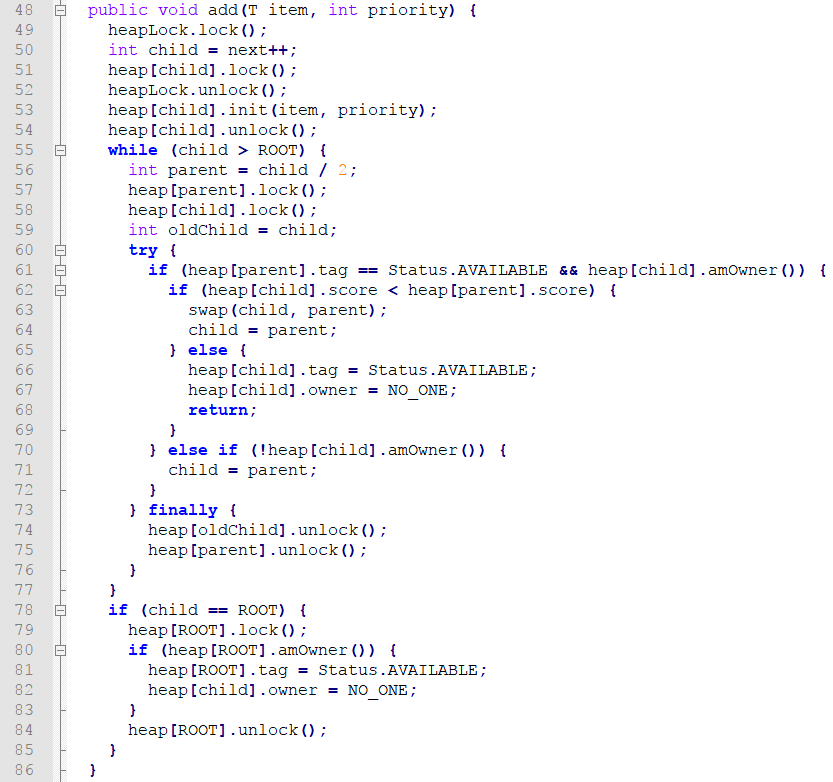 48 public void add(T item, int priority) {
49 heapLock.lock();
50 int child = next++;
51 heap[child].lock();
52 heapLock.unlock();
53 heap[child].init(item, priority);
54 heap[child].unlock();
55 while (child > ROOT) {
56 int parent = child / 2;
57 heap[parent].lock();
58 heap[child].lock();
59 int oldChild = child;
60 try {
61 if (heap[parent].tag == Status.AVAILABLE && heap[child].amOwner()) {
62 if (heap[child].score < heap[parent].score) {
63 swap(child, parent);
64 child = parent;
65 } else {
66 heap[child].tag = Status.AVAILABLE;
67 heap[child].owner = NO_ONE;
68 return;
69 }
70 } else if (!heap[child].amOwner()) {
71 child = parent;
72 }
73 } finally {
74 heap[oldChild].unlock();
75 heap[parent].unlock();
76 }
77 }
78 if (child == ROOT) {
79 heap[ROOT].lock();
80 if (heap[ROOT].amOwner()) {
81 heap[ROOT].tag = Status.AVAILABLE;
82 heap[child].owner = NO_ONE;
83 }
84 heap[ROOT].unlock();
85 }
86 }